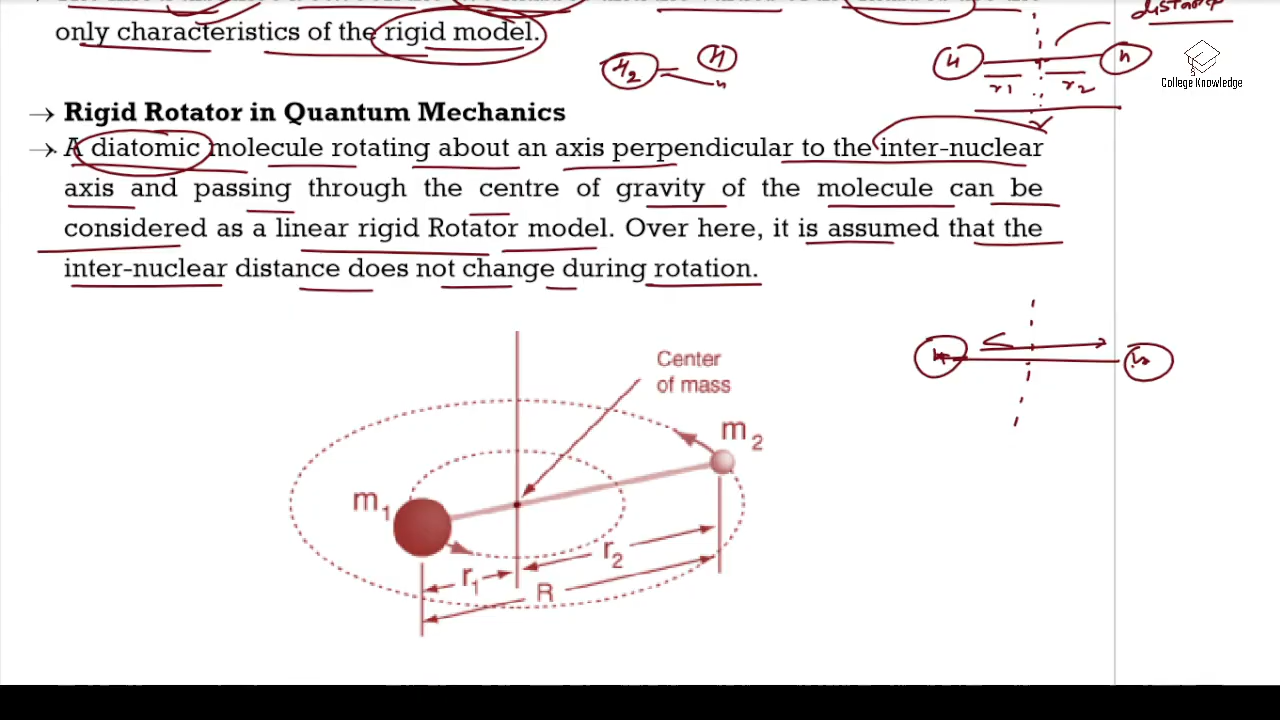 distance
only characteristics of the rigid model.
H2
H
H
H
r1
r2
College Knowledge
→ Rigid Rotator in Quantum Mechanics
→ A diatomic molecule rotating about an axis perpendicular to the inter-nuclear
axis and passing through the centre of gravity of the molecule can be
considered as a linear rigid Rotator model. Over here, it is assumed that the
inter-nuclear distance does not change during rotation.
Center
of mass
m2
m1
r2
r1
R